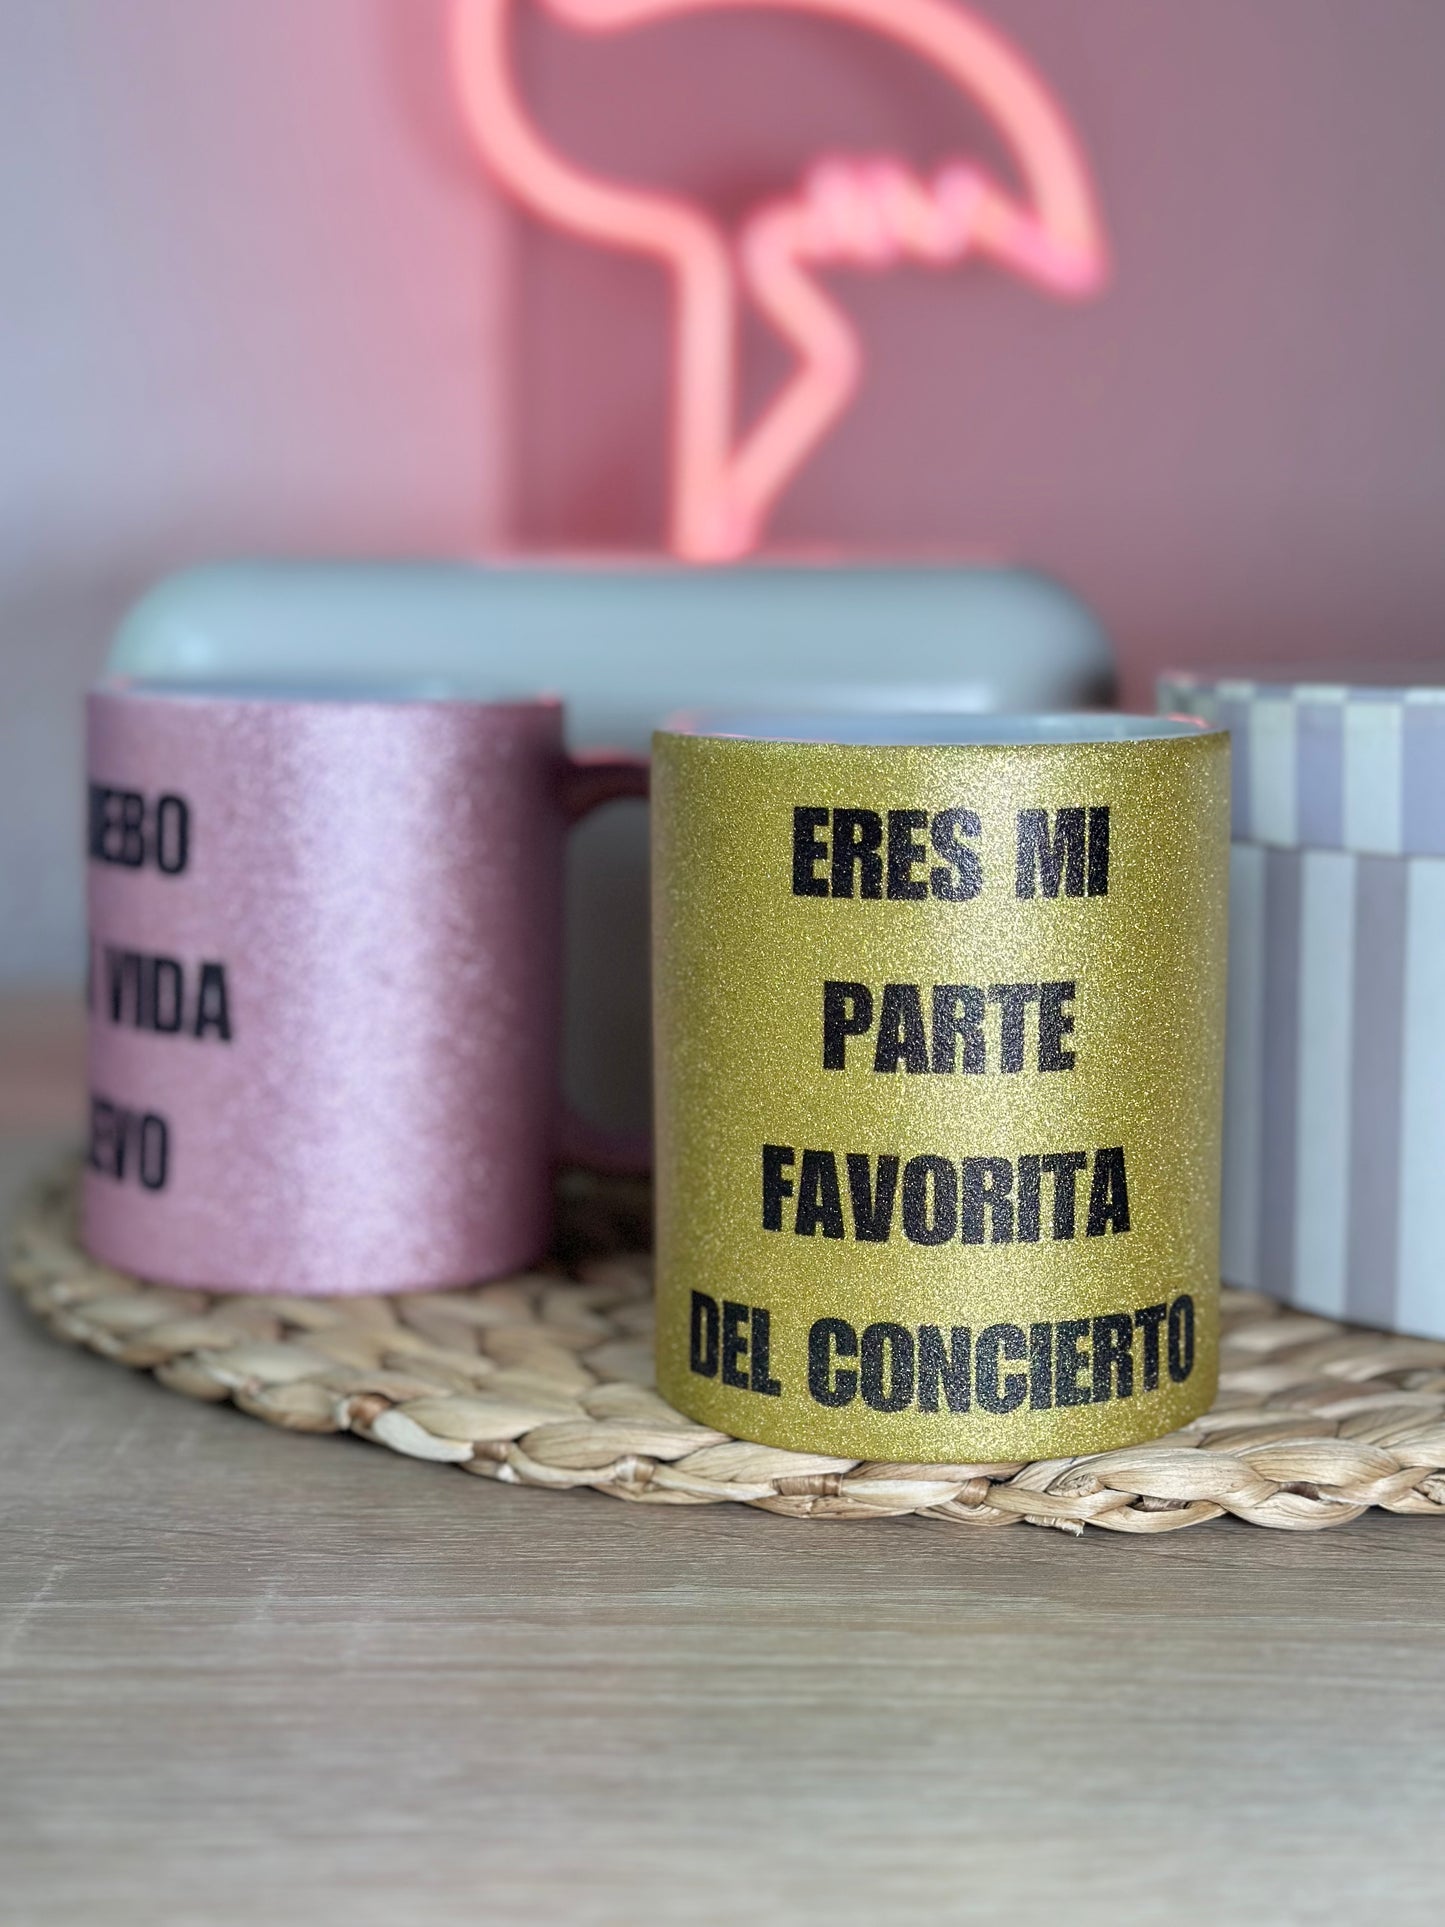 VIDA
ERES MI
PARTE
FAVORITA
DEL CONCIERTO